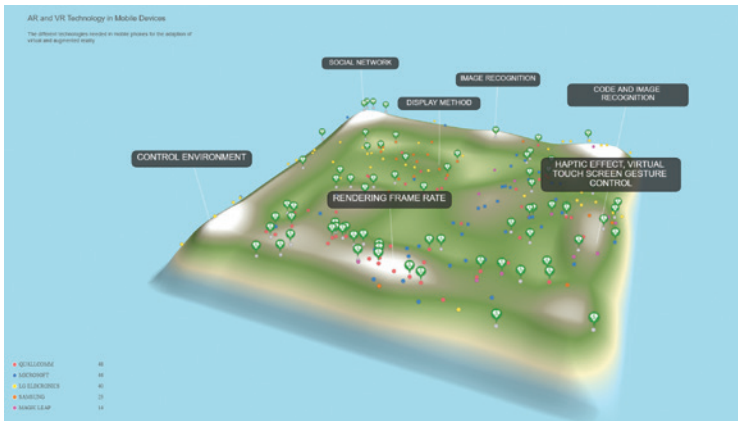 AR and VR Technology in Mobile Devices
The different technologies needed in mobile phones for the adoption of
virtual and augmented reality
SOCIAL NETWORK
IMAGE RECOGNITION
CODE AND IMAGE
RECOGNITION
DISPLAY METHOD
CONTROL ENVIRONMENT
HAPTIC EFFECT, VIRTUAL
TOUCH SCREEN GESTURE
CONTROL
RENDERING FRAME RATE
QUALCOMM
MICROSOFT
LG ELECRONICS
SAMSUNG
MAGIC LEAP